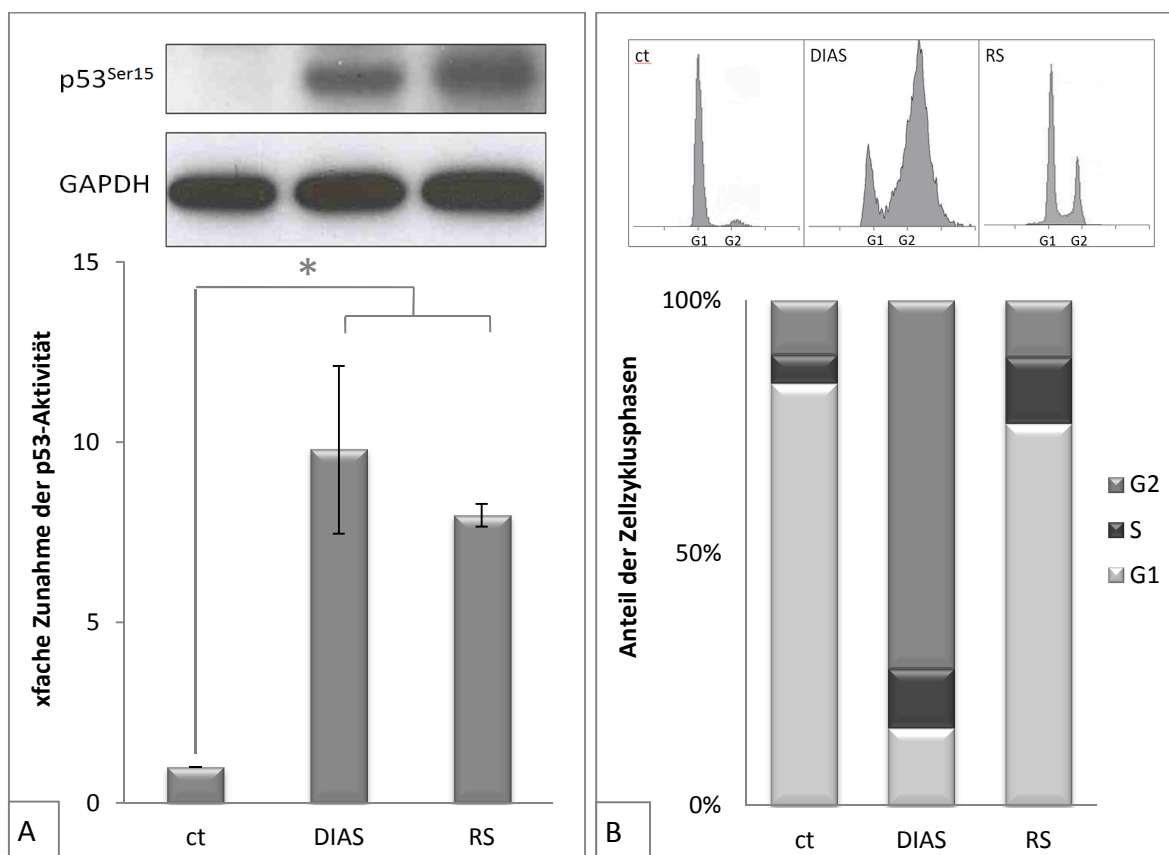 p53Ser15
GAPDH
xfache Zunahme der p53-Aktivität
15
10
5
0
*
ct
DIAS
RS
A
ct
DIAS
RS
G1 G2
G1 G2
G1 G2
Anteil der Zellzyklusphasen
100%
50%
0%
G2
S
G1
ct
DIAS
RS
B